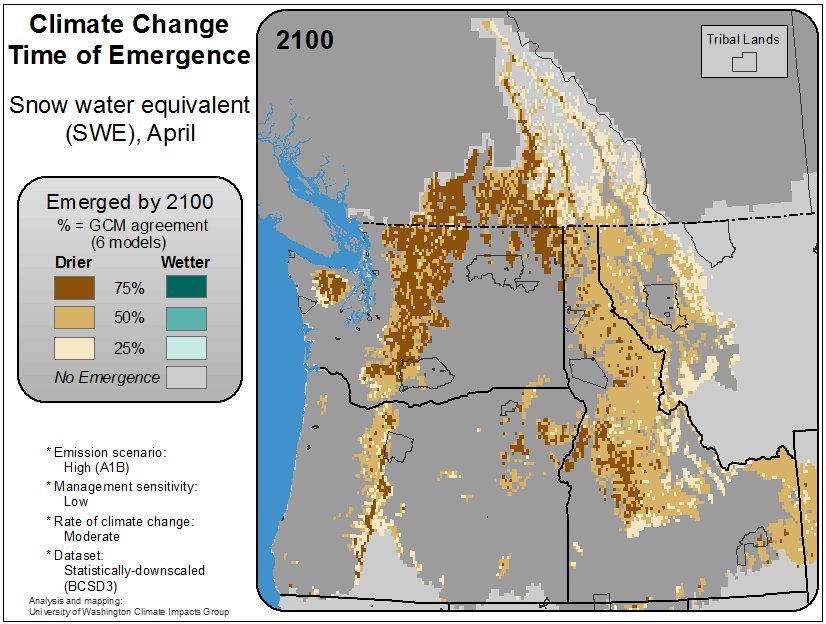 Climate Change
Time of Emergence
Snow water equivalent
(SWE), April
Emerged by 2100
% = GCM agreement
(6 models)
Drier Wetter
75%
50%
25%
No Emergence
* Emission scenario:
High (A1B)
* Management sensitivity:
Low
* Rate of climate change:
Moderate
* Dataset:
Statistically-downscaled
(BCSD3)
Analysis and mapping:
University of Washington Climate Impacts Group
2100
Tribal Lands